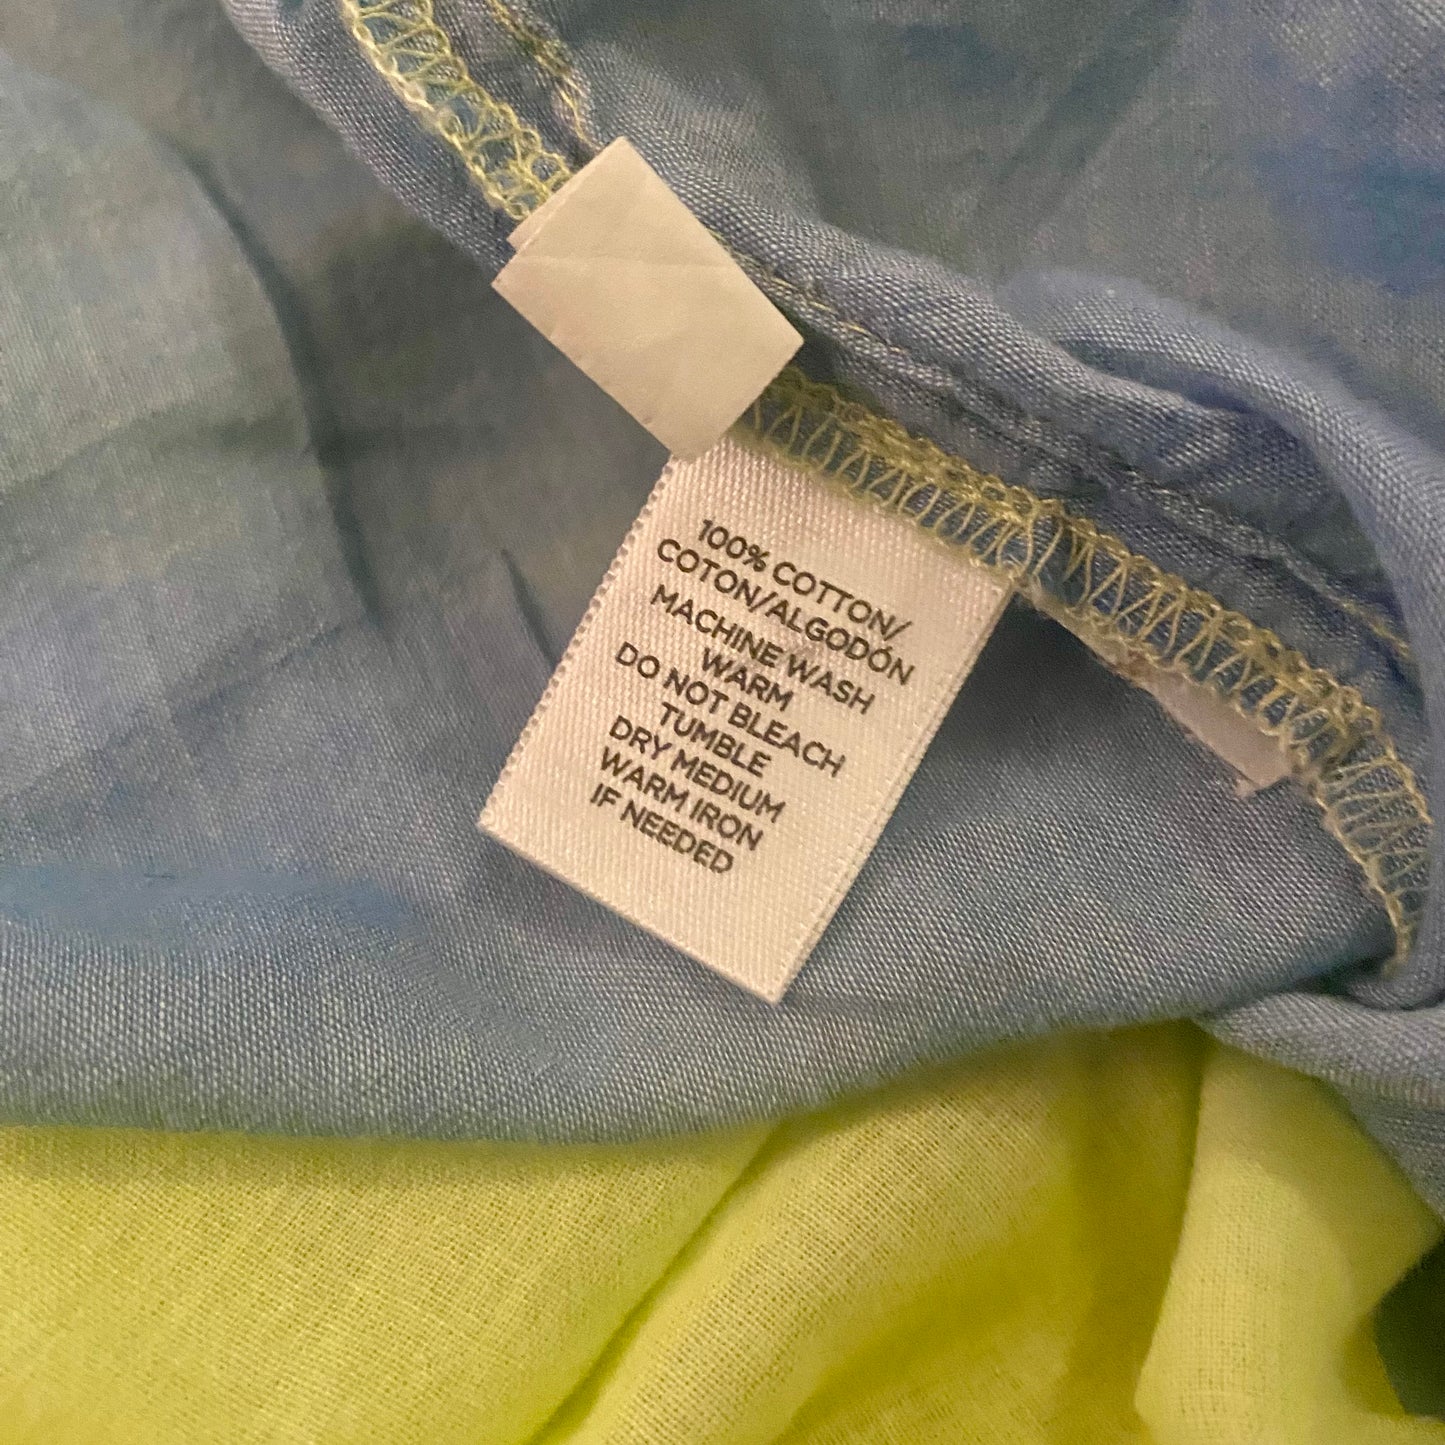 100% COTTON/
COTON/ALGODÓN
MACHINE WASH
WARM
DO NOT BLEACH
TUMBLE
DRY MEDIUM
WARM IRON
IF NEEDED